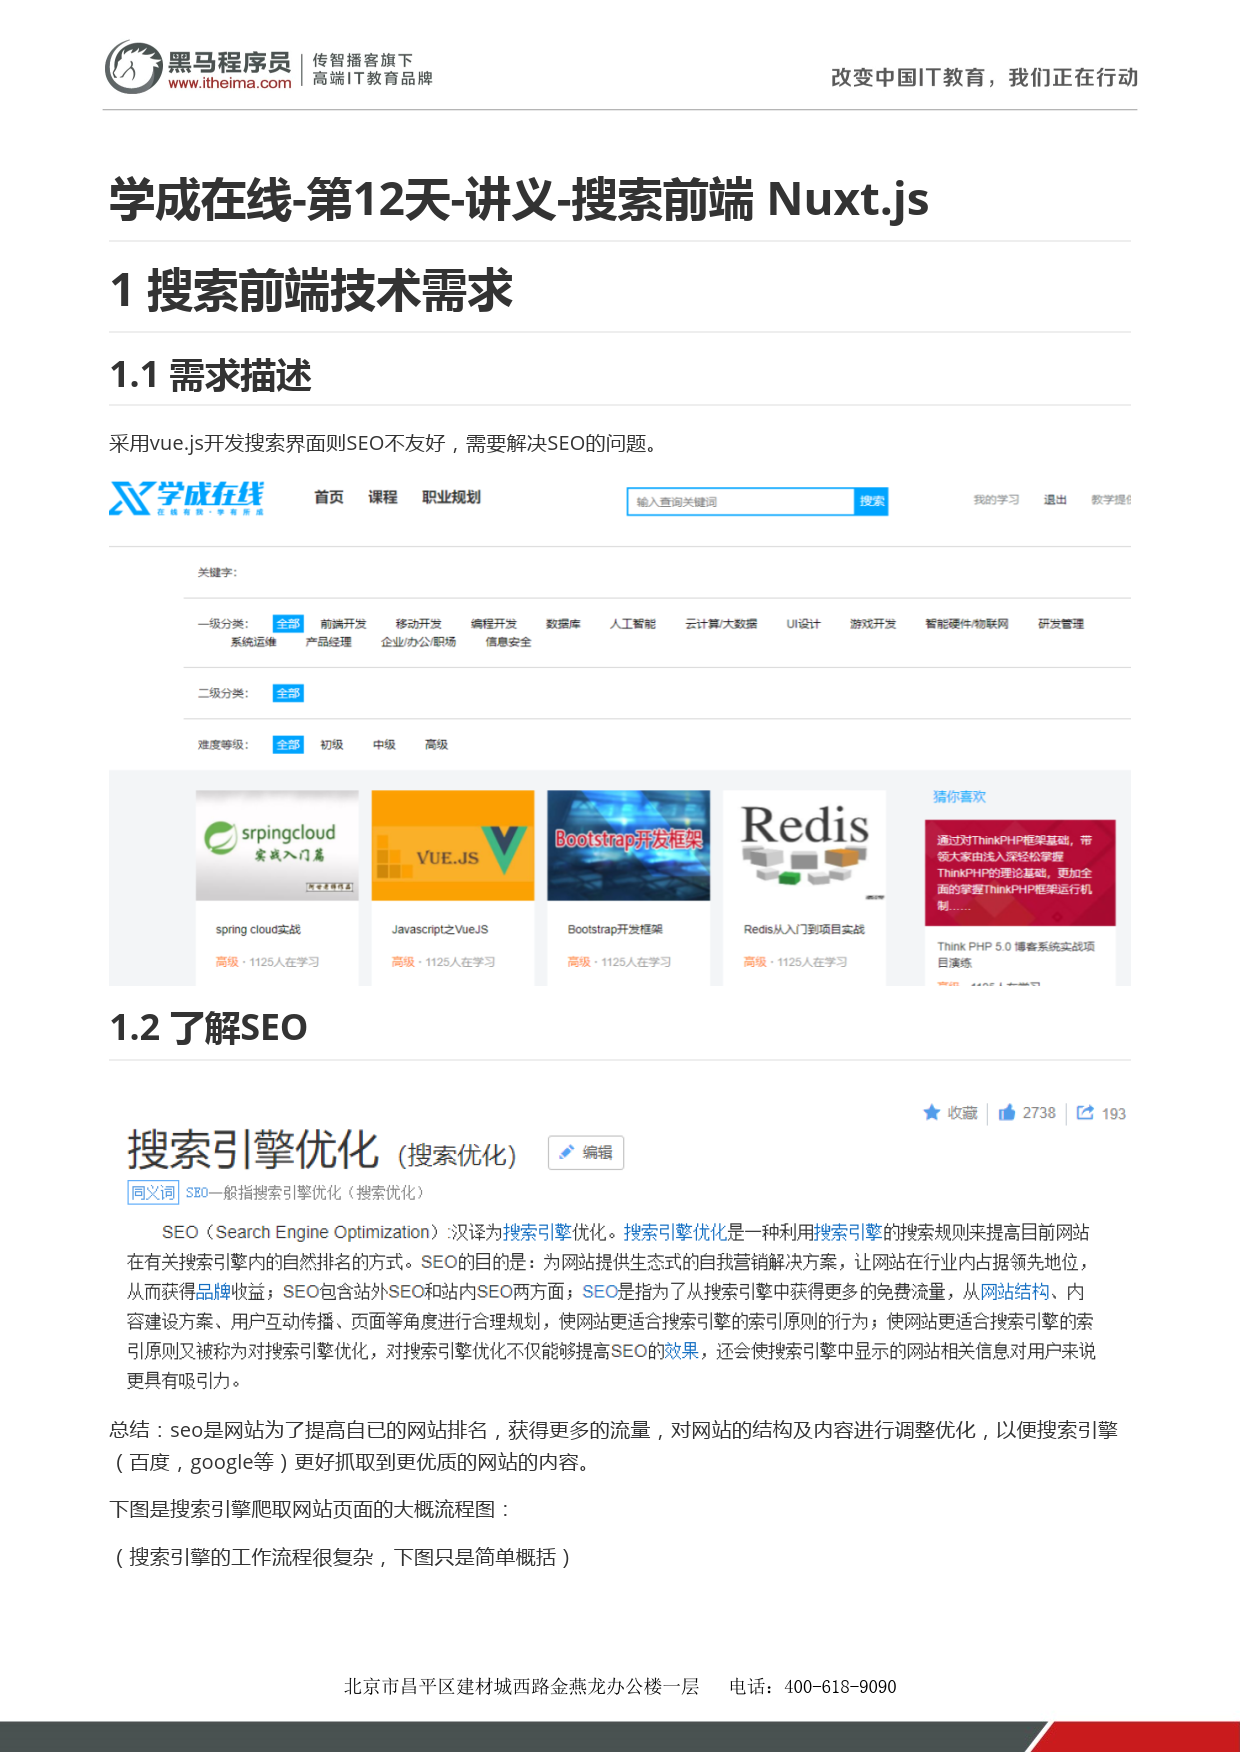 黑马程序员
www.itheima.com
传智播客旗下
高端IT教育品牌
改变中国IT教育，我们正在行动
学成在线-第12天-讲义-搜索前端 Nuxt.js
1 搜索前端技术需求
1.1 需求描述
采用vue.js开发搜索界面则SEO不友好，需要解决SEO的问题。
学成在线
在线有教·学有所成
首页 课程 职业规划
输入查询关键词 搜索
我的学习 退出 教学提供
关键字：
一级分类： 全部 前端开发 移动开发 编程开发 数据库 人工智能 云计算/大数据 UI设计 游戏开发 智能硬件/物联网 研发管理
系统运维 产品经理 企业/办公/职场 信息安全
二级分类： 全部
难度等级： 全部 初级 中级 高级
srpingcloud
实战入门篇
VUE.JS
Bootstrap开发框架
Redis
猜你喜欢
通过对ThinkPHP框架基础，带
领大家由浅入深轻松掌握
ThinkPHP的理论基础，更加全
面的掌握ThinkPHP框架运行机
制......
spring cloud实战
Javascript之VueJS
Bootstrap开发框架
Redis从入门到项目实战
高级 · 1125人在学习
高级 · 1125人在学习
高级 · 1125人在学习
高级 · 1125人在学习
Think PHP 5.0 博客系统实战项
目演练
高级 · 1125人在学习
1.2 了解SEO
收藏 2738 193
搜索引擎优化 （搜索优化） 编辑
同义词 SEO一般指搜索引擎优化（搜索优化）
SEO（Search Engine Optimization）:汉译为搜索引擎优化。搜索引擎优化是一种利用搜索引擎的搜索规则来提高目前网站
在有关搜索引擎内的自然排名的方式。SEO的目的是：为网站提供生态式的自我营销解决方案，让网站在行业内占据领先地位，
从而获得品牌收益；SEO包含站外SEO和站内SEO两方面；SEO是指为了从搜索引擎中获得更多的免费流量，从网站结构、内
容建设方案、用户互动传播、页面等角度进行合理规划，使网站更适合搜索引擎的索引原则的行为；使网站更适合搜索引擎的索
引原则又被称为对搜索引擎优化，对搜索引擎优化不仅能够提高SEO的效果，还会使搜索引擎中显示的网站相关信息对用户来说
更具有吸引力。
总结：seo是网站为了提高自已的网站排名，获得更多的流量，对网站的结构及内容进行调整优化，以便搜索引擎
（百度，google等）更好抓取到更优质的网站的内容。
下图是搜索引擎爬取网站页面的大概流程图：
（搜索引擎的工作流程很复杂，下图只是简单概括）
北京市昌平区建材城西路金燕龙办公楼一层 电话：400-618-9090